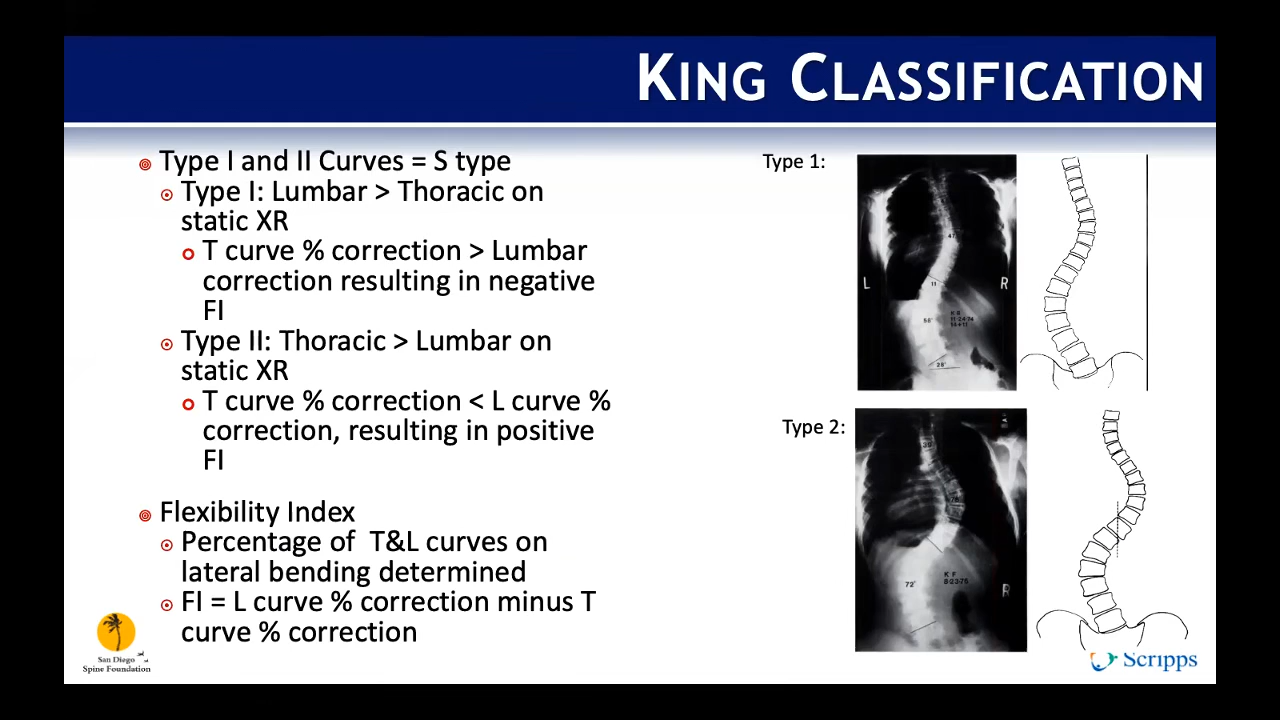 KING CLASSIFICATION
Type I and II Curves = S type
Type I: Lumbar > Thoracic on
static XR
T curve % correction > Lumbar
correction resulting in negative
FI
Type II: Thoracic > Lumbar on
static XR
T curve % correction < L curve %
correction, resulting in positive
FI
Flexibility Index
Percentage of T&L curves on
lateral bending determined
FI = L curve % correction minus T
curve % correction
Type 1:
L
R
11
28°
Type 2:
72°
K F
R
San Diego
Spine Foundation
Scripps